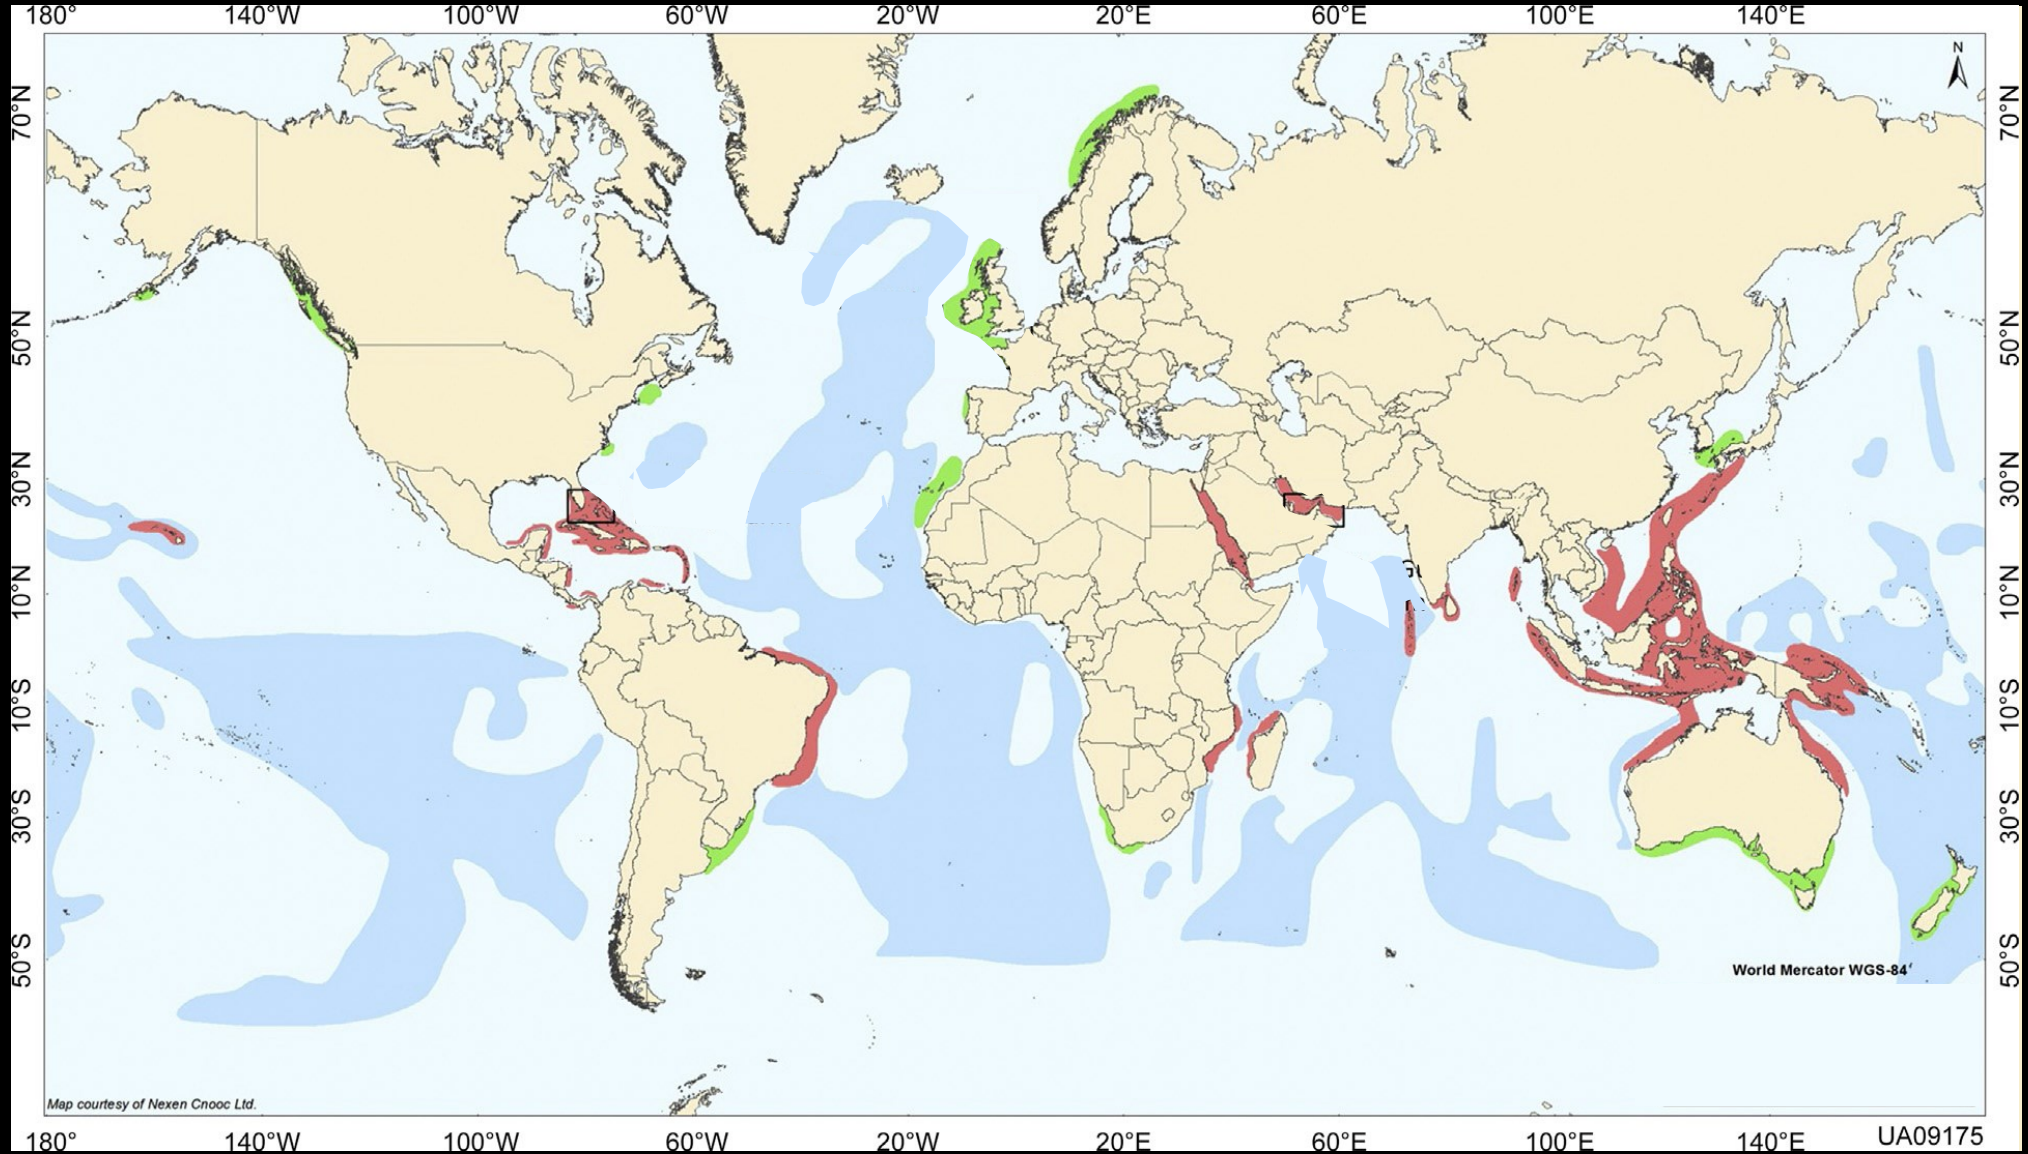 180° 140°W 100°W 60°W 20°W 20°E 60°E 100°E 140°E
N
70°N 70°N
50°N 50°N
30°N 30°N
10°N 10°N
10°S 10°S
30°S 30°S
50°S 50°S
World Mercator WGS-84
Map courtesy of Nexen Cnooc Ltd.
180° 140°W 100°W 60°W 20°W 20°E 60°E 100°E 140°E
UA09175